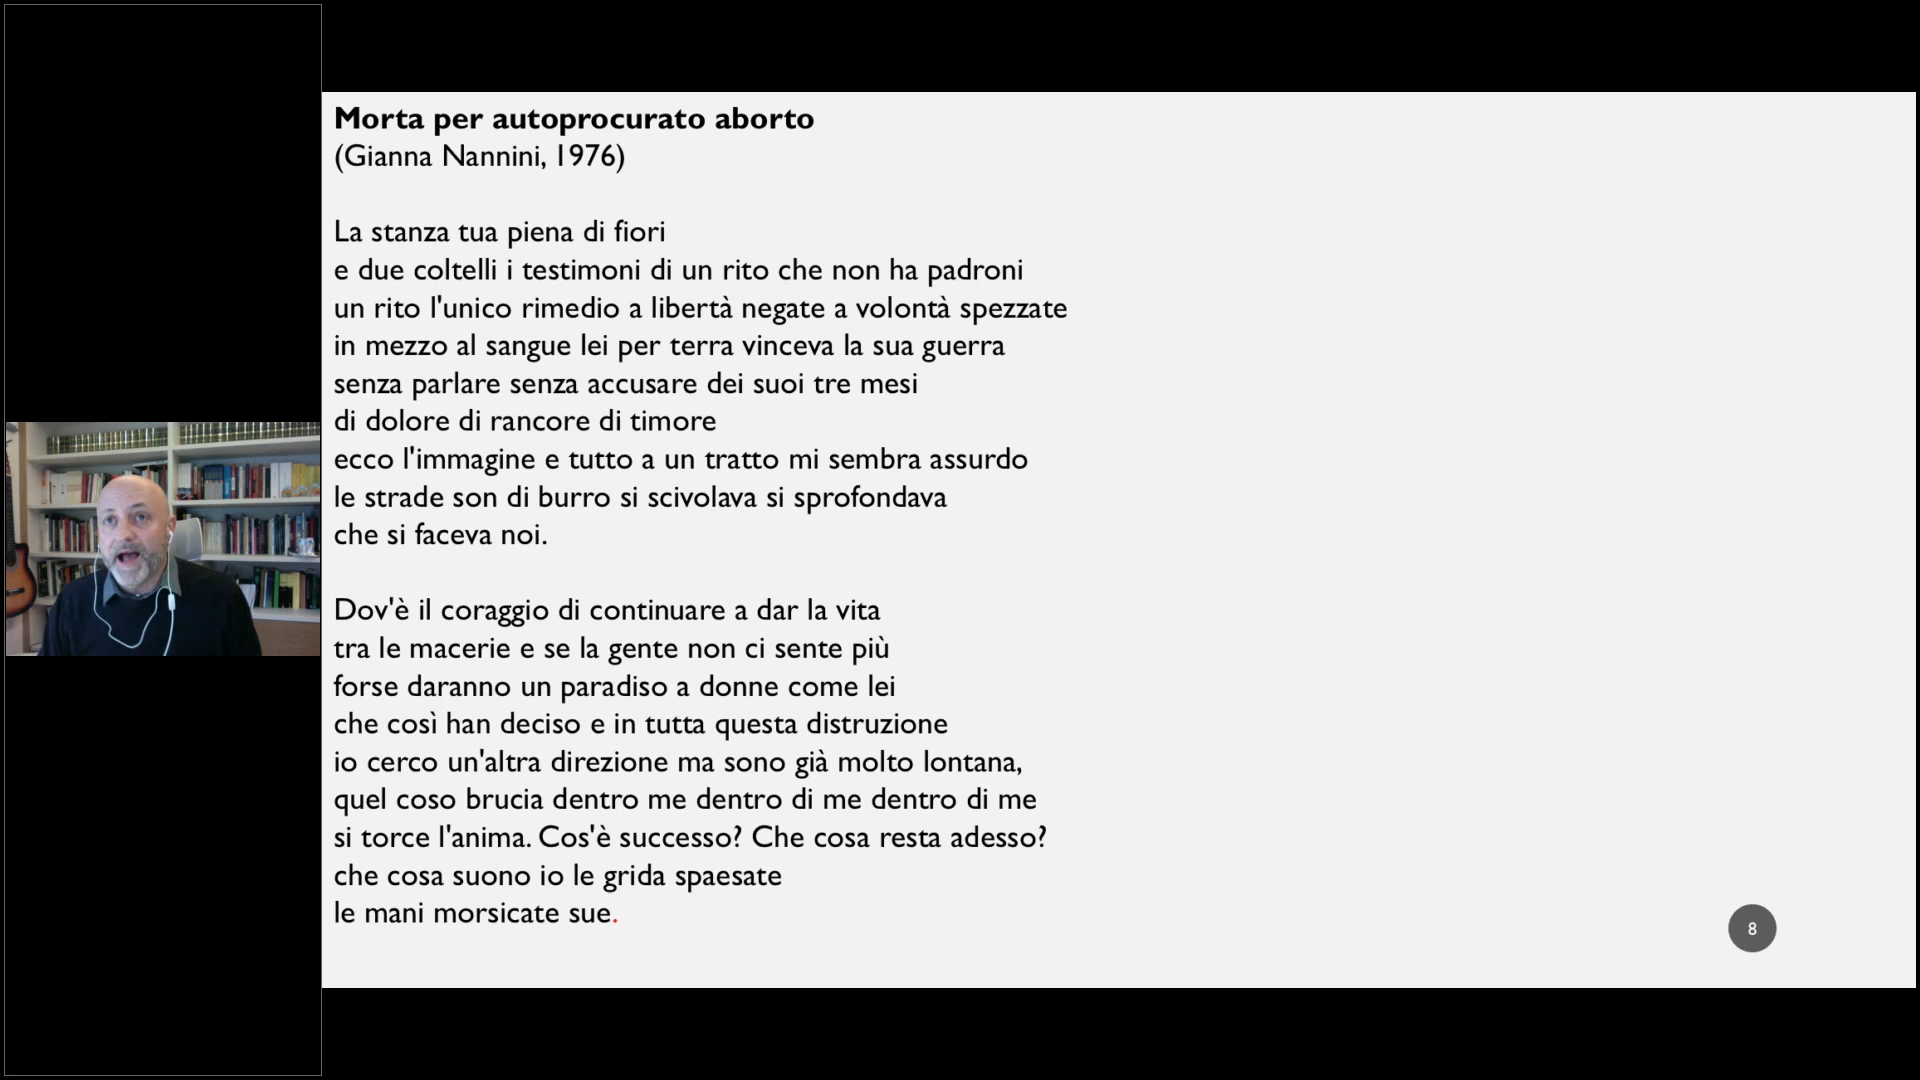 Morta per autoprocurato aborto
(Gianna Nannini, 1976)
La stanza tua piena di fiori
e due coltelli i testimoni di un rito che non ha padroni
un rito l'unico rimedio a libertà negate a volontà spezzate
in mezzo al sangue lei per terra vinceva la sua guerra
senza parlare senza accusare dei suoi tre mesi
di dolore di rancore di timore
ecco l'immagine e tutto a un tratto mi sembra assurdo
le strade son di burro si scivolava si sprofondava
che si faceva noi.
Dov'è il coraggio di continuare a dar la vita
tra le macerie e se la gente non ci sente più
forse daranno un paradiso a donne come lei
che così han deciso e in tutta questa distruzione
io cerco un'altra direzione ma sono già molto lontana,
quel coso brucia dentro me dentro di me dentro di me
si torce l'anima. Cos'è successo? Che cosa resta adesso?
che cosa suono io le grida spaesate
le mani morsicate sue.
8